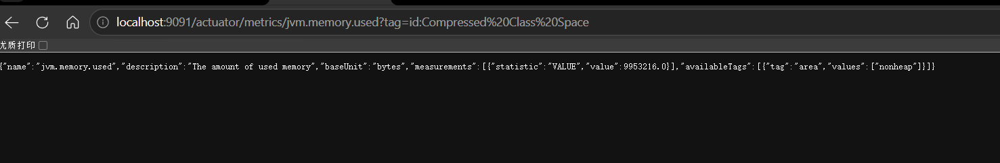 localhost:9091/actuator/metrics/jvm.memory.used?tag=id:Compressed%20Class%20Space
优质打印
{"name":"jvm.memory.used","description":"The amount of used memory","baseUnit":"bytes","measurements":[{"statistic":"VALUE","value":9953216.0}],"availableTags":[{"tag":"area","values":["nonheap"]}]}